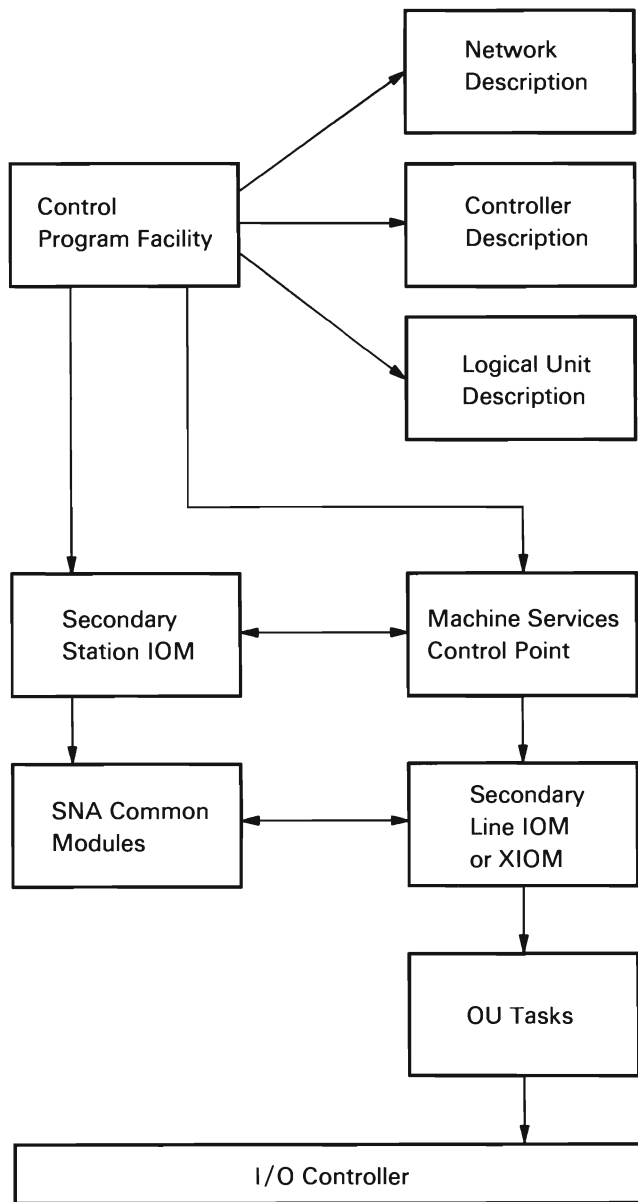 Network
Description
Control
Program Facility
Controller
Description
Logical Unit
Description
Secondary
Station IOM
Machine Services
Control Point
SNA Common
Modules
Secondary
Line IOM
or XIOM
OU Tasks
I/O Controller